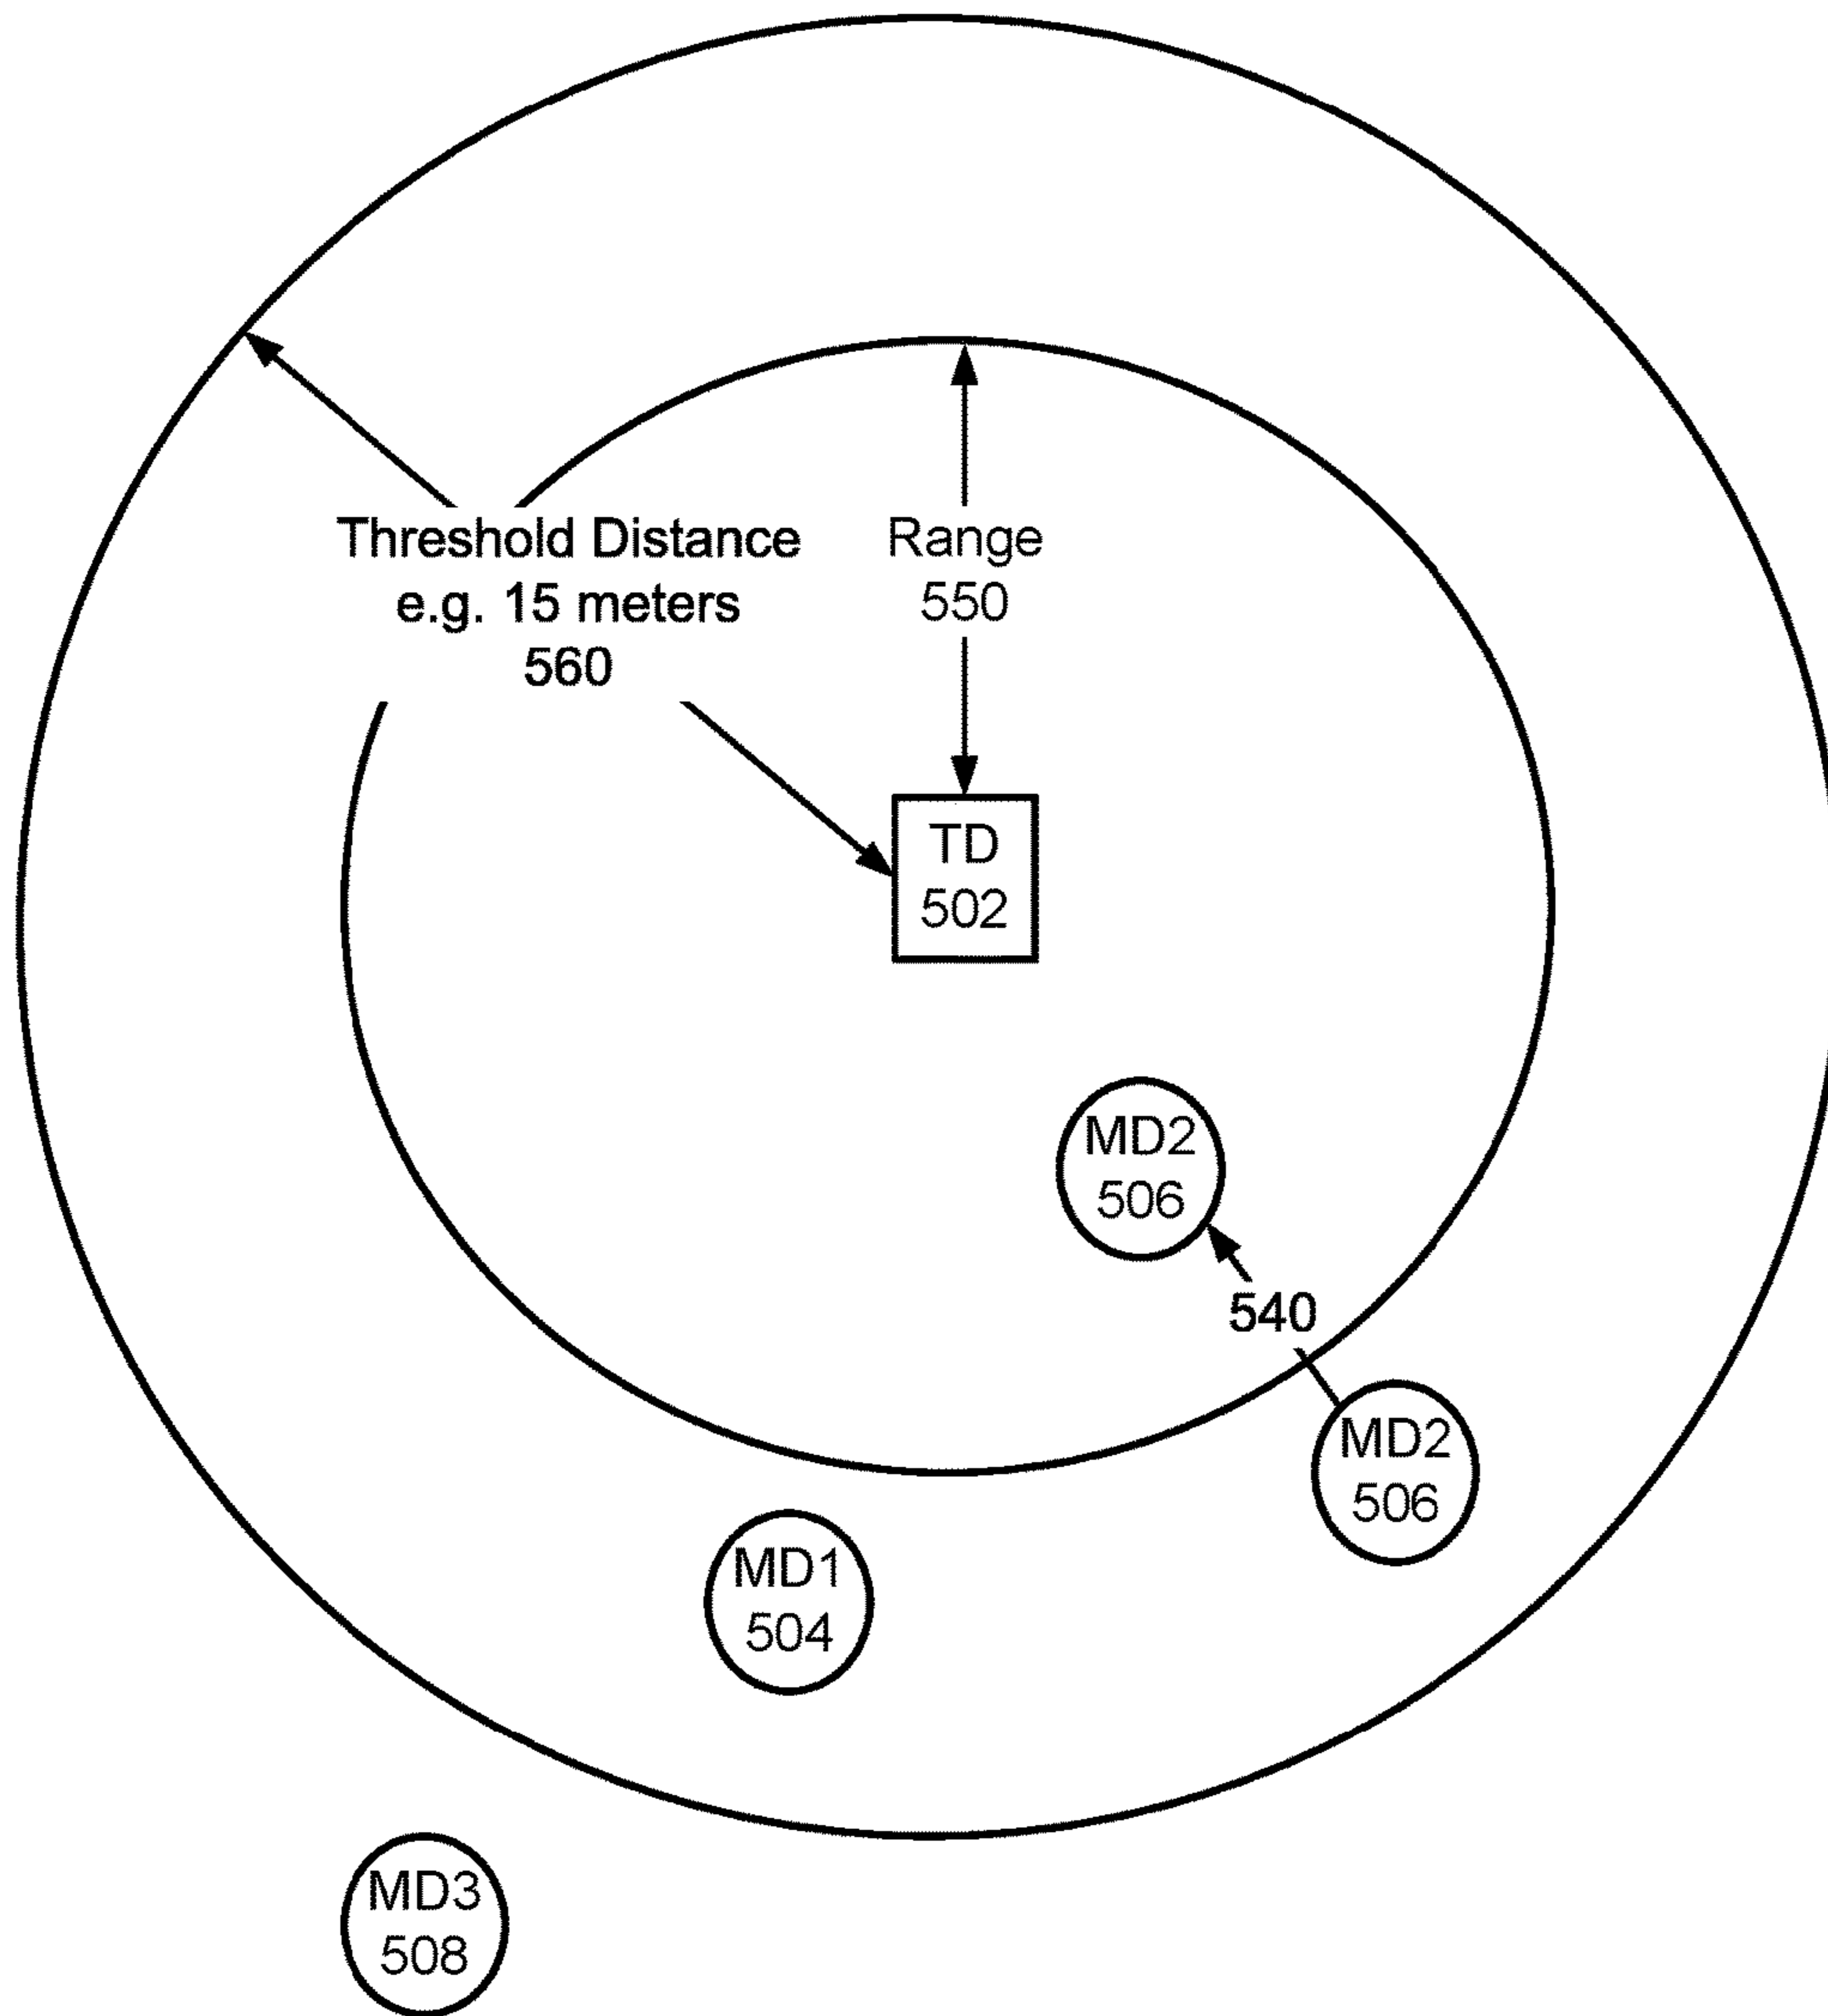 Threshold Distance
e.g. 15 meters
560
Range
550
TD
502
MD2
506
540
MD2
506
MD1
504
MD3
508